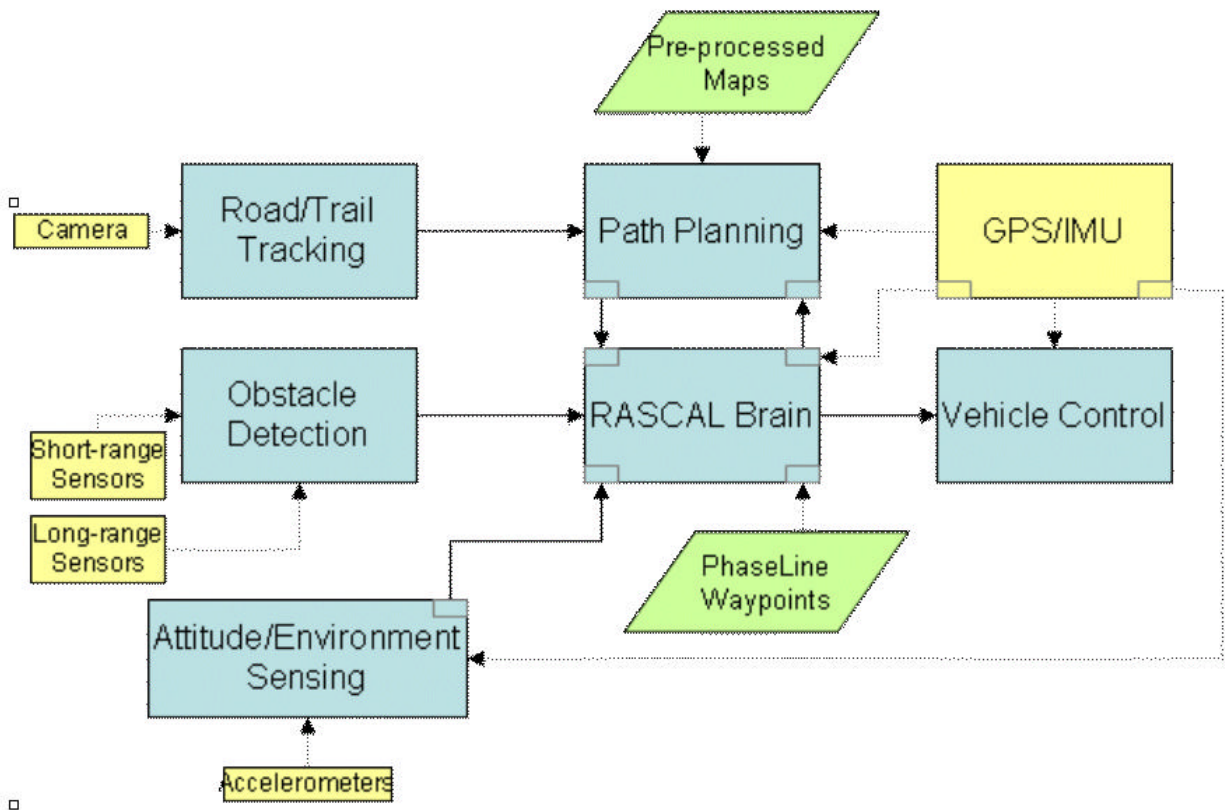 Pre-processed
Maps
Camera
Road/Trail
Tracking
Path Planning
GPS/IMU
Obstacle
Detection
RASCAL Brain
Vehicle Control
Short-range
Sensors
Long-range
Sensors
PhaseLine
Waypoints
Attitude/Environment
Sensing
Accelerometers